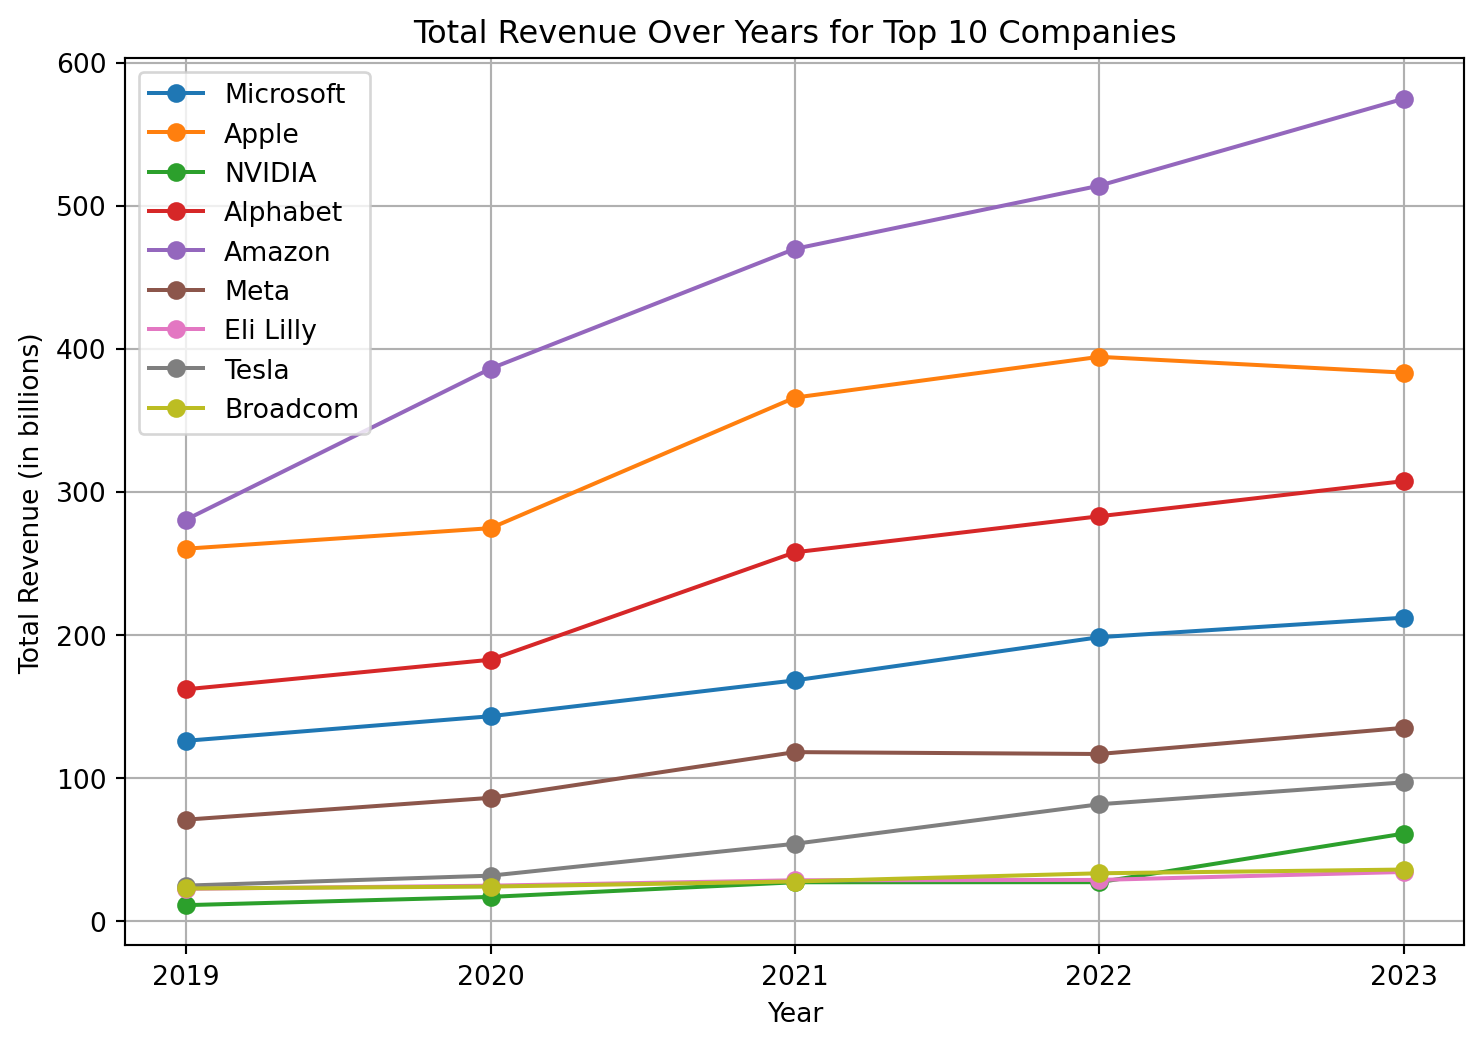 Total Revenue Over Years for Top 10 Companies
Total Revenue (in billions)
600
500
400
300
200
100
0
Microsoft
Apple
NVIDIA
Alphabet
Amazon
Meta
Eli Lilly
Tesla
Broadcom
2019 2020 2021 2022 2023
Year